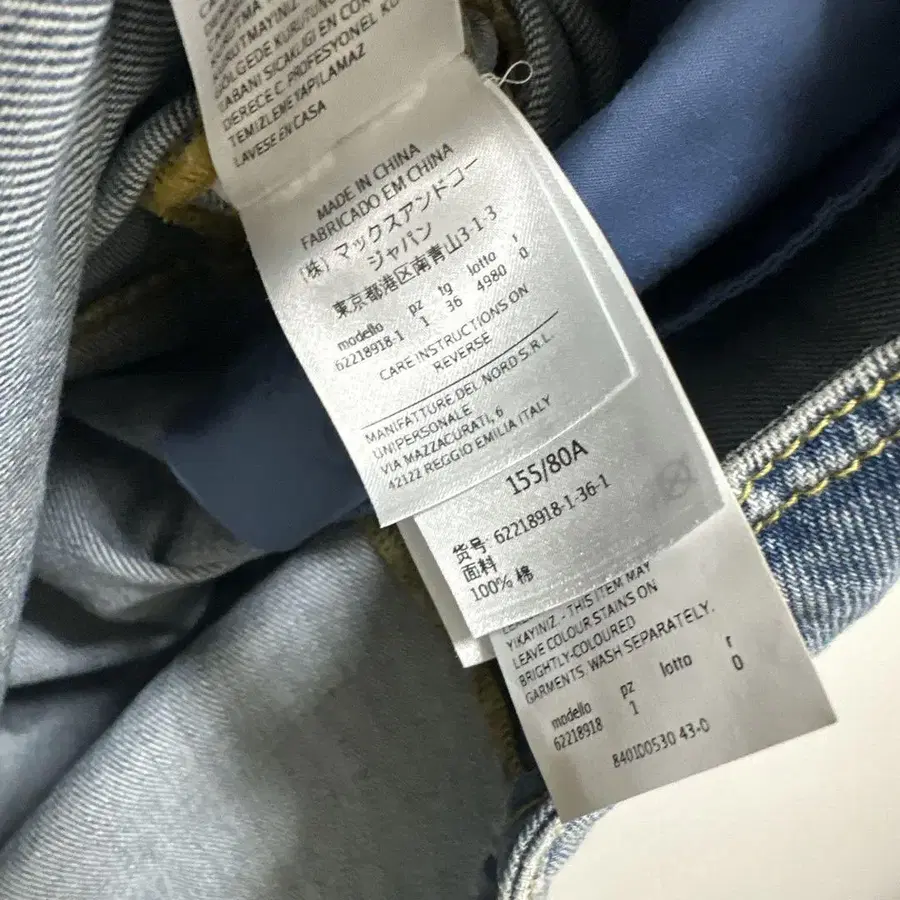 CAREFUL
KURUTMAYINIZ
GÖLGEDE KURUTUN
TABANI SICAKLIGI EN COK
DERECE C PROFESYONEL KU
TEMIZLEME YAPILAMAZ
LAVESE EN CASA
MADE IN CHINA
FABRICADO EM CHINA
(株) マックスアンドコー
ジャパン
東京都港区南青山3-1-3
modello pz tg lotto r
62218918-1 1 36 4980 0
CARE INSTRUCTIONS ON
REVERSE
MANIFATTURE DEL NORD S.R.L.
UNIPERSONALE
VIA MAZZACURATI, 6
42122 REGGIO EMILIA ITALY
155/80A
货号: 62218918-1-36-1
面料
100% 棉
YIKAYINIZ. - THIS ITEM MAY
LEAVE COLOUR STAINS ON
BRIGHTLY-COLOURED
GARMENTS. WASH SEPARATELY.
modello pz lotto r
62218918 1 0
840100530 43-0